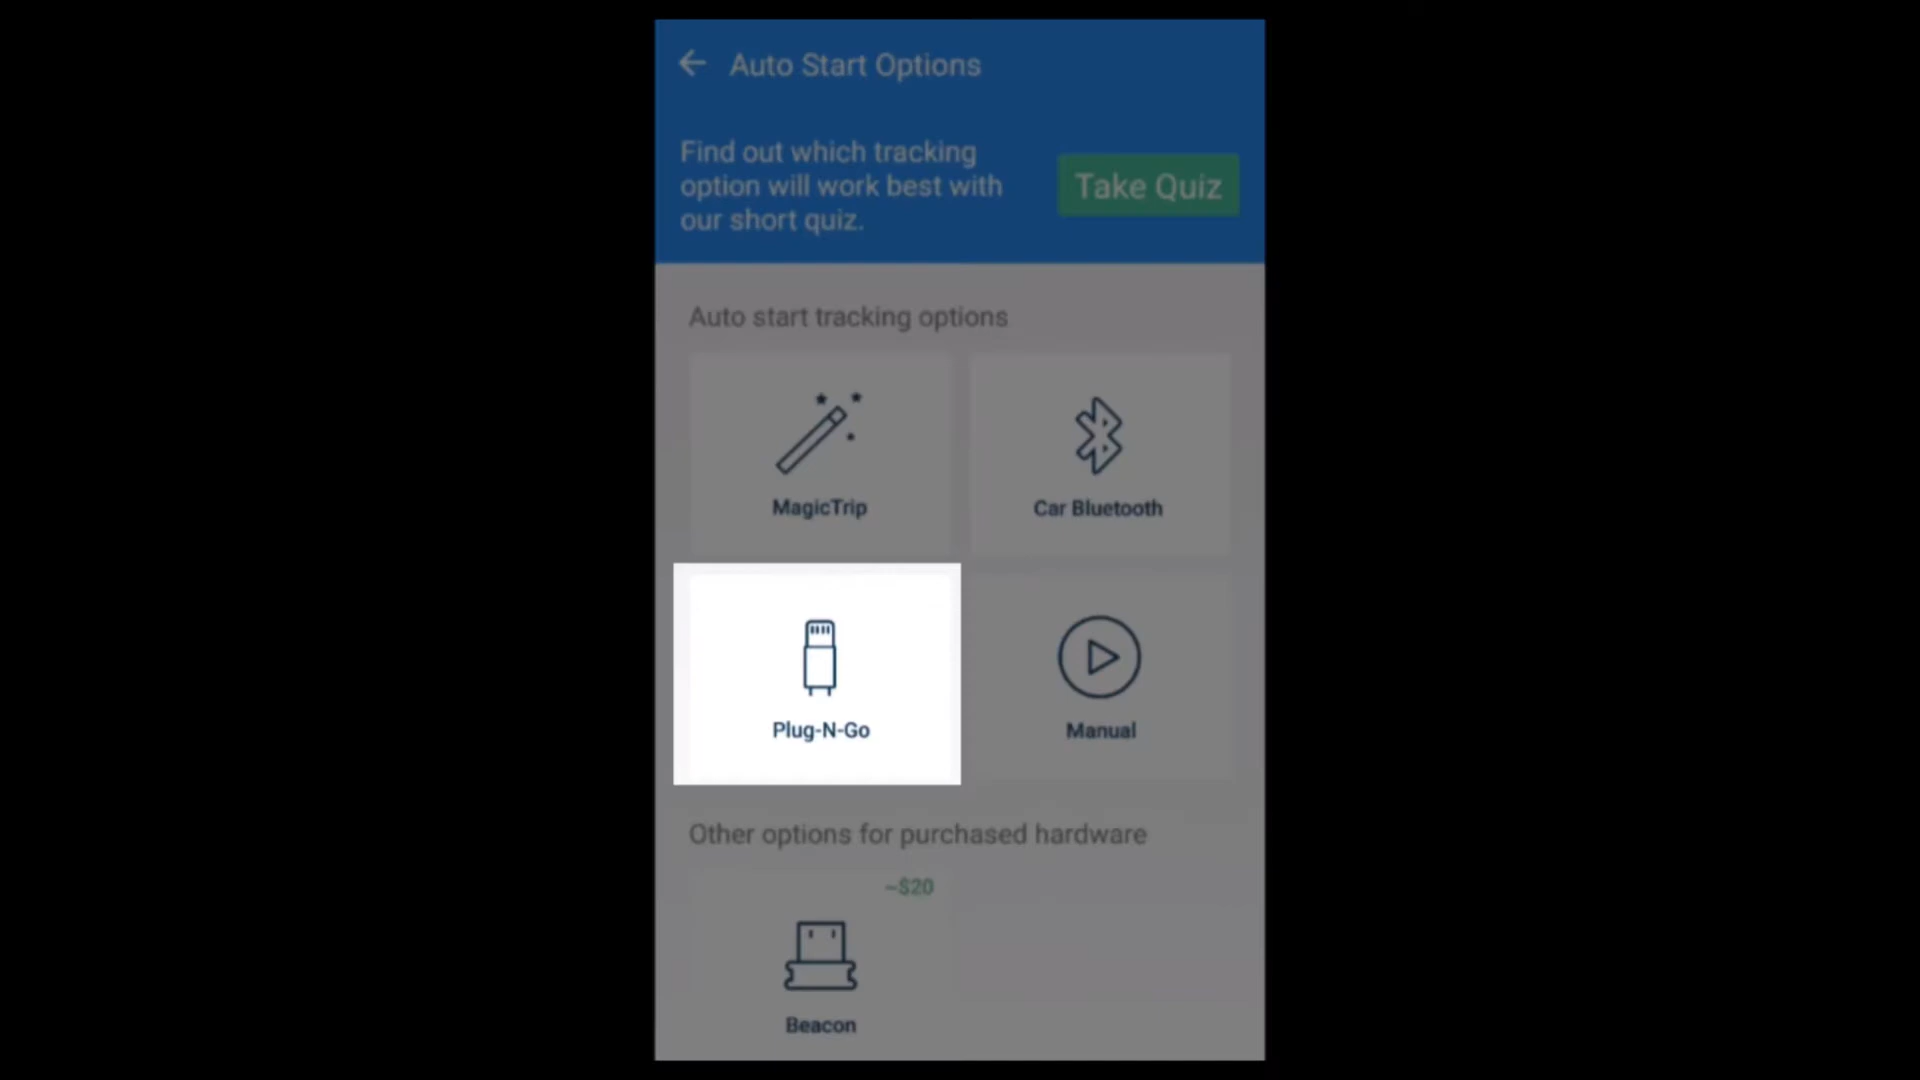 Auto Start Options
Find out which tracking
option will work best with
our short quiz.
Take Quiz
Auto start tracking options
MagicTrip
Car Bluetooth
Plug-N-Go
Manual
Other options for purchased hardware
~$20
Beacon